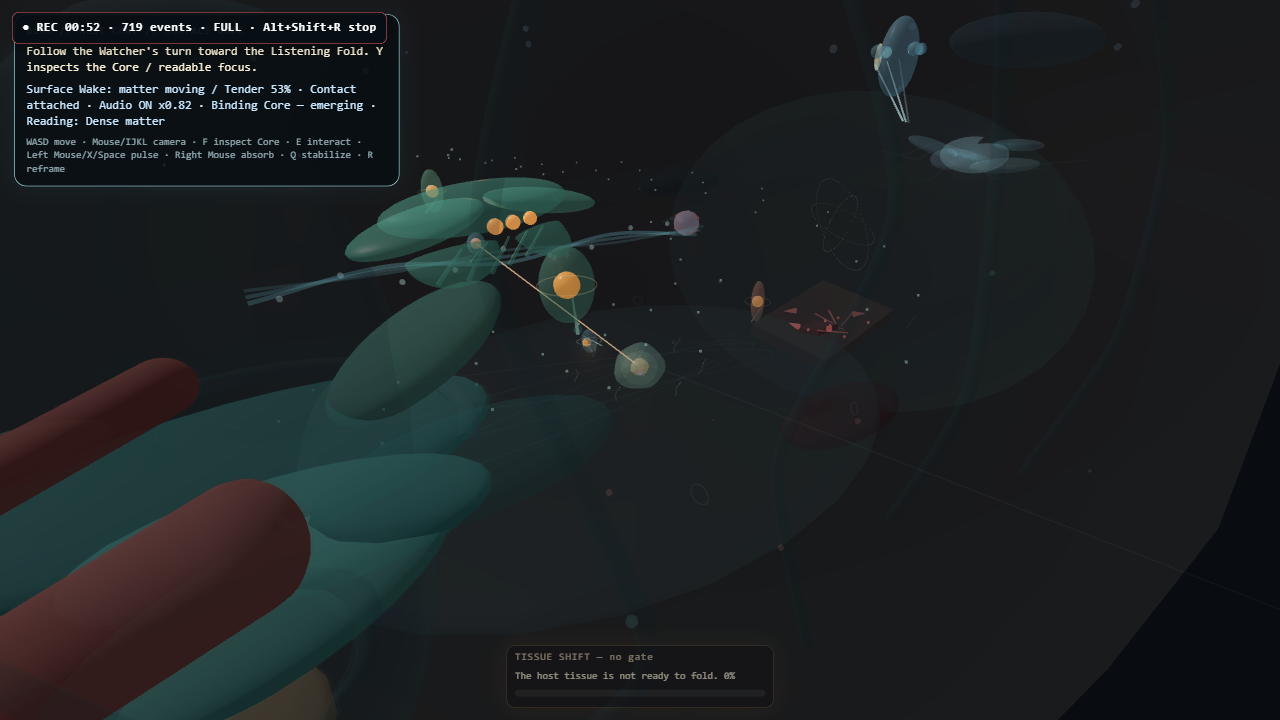 ● REC 00:52 · 719 events · FULL · Alt+Shift+R stop
Follow the Watcher's turn toward the Listening Fold. Y
inspects the Core / readable focus.
Surface Wake: matter moving / Tender 53% · Contact
attached · Audio ON x0.82 · Binding Core — emerging ·
Reading: Dense matter
WASD move · Mouse/IJKL camera · F inspect Core · E interact ·
Left Mouse/X/Space pulse · Right Mouse absorb · Q stabilize · R
reframe
TISSUE SHIFT — no gate
The host tissue is not ready to fold. 0%